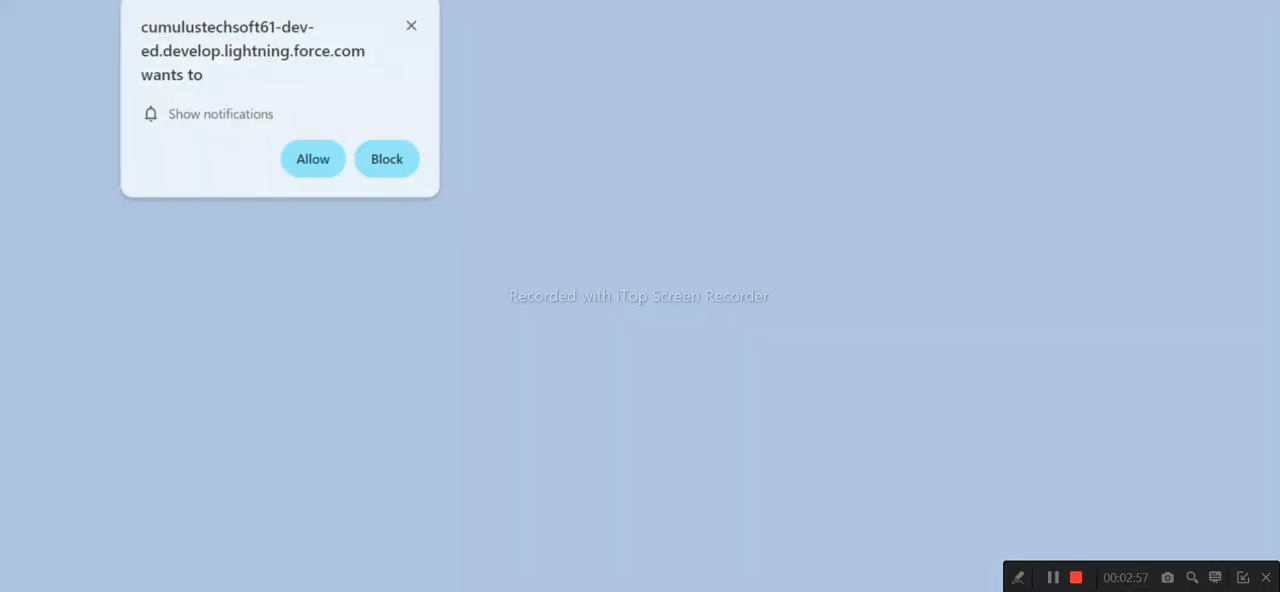 cumulustechsoft61-dev-
ed.develop.lightning.force.com
wants to
Show notifications
Allow Block
Recorded with iTop Screen Recorder
00:02:57